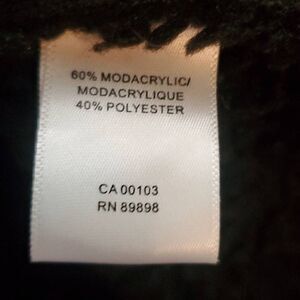 60% MODACRYLIC/
MODACRYLIQUE
40% POLYESTER
CA 00103
RN 89898